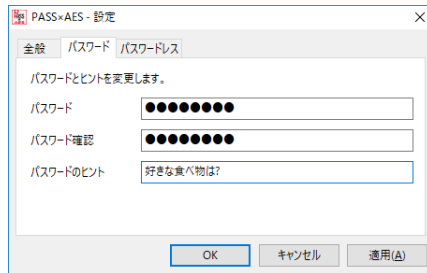 PASS×AES - 設定
全般 パスワード パスワードレス
パスワードとヒントを変更します。
パスワード ●●●●●●●●
パスワード確認 ●●●●●●●●
パスワードのヒント 好きな食べ物は?
OK キャンセル 適用(A)